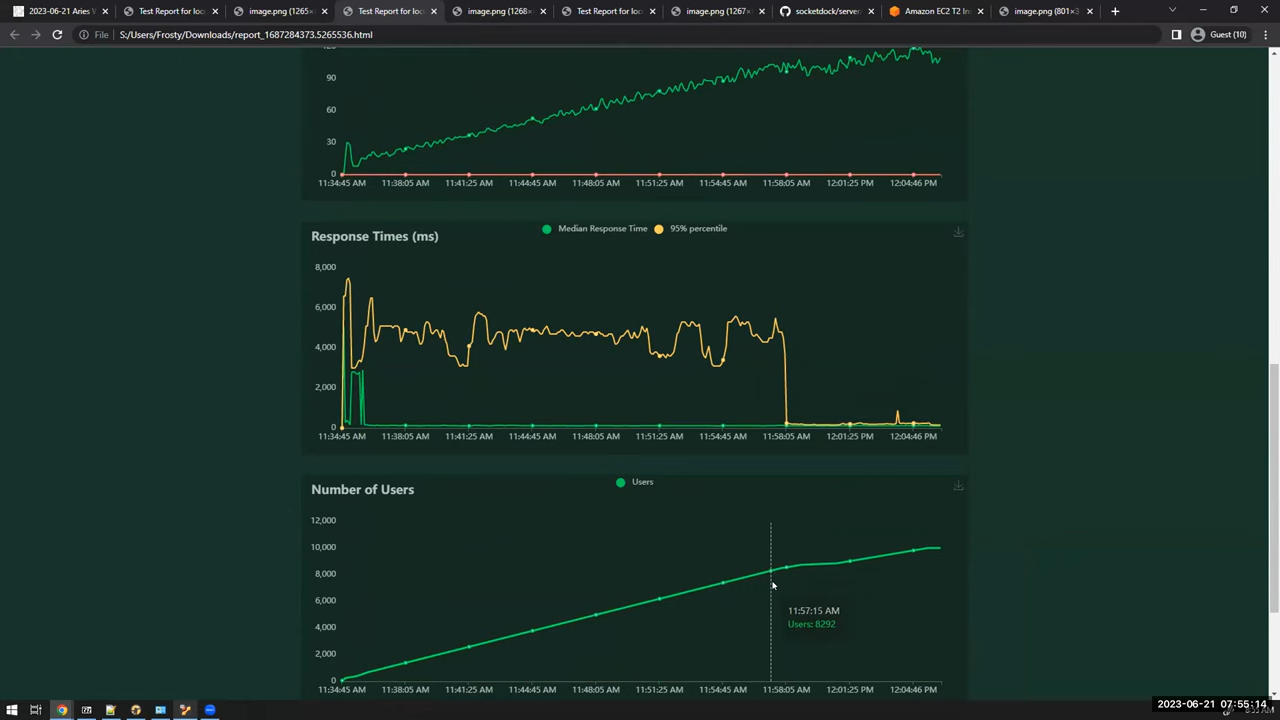 2023-06-21 Aries V
Test Report for loc
image.png (1265×
Test Report for loc
image.png (1268×
Test Report for loc
image.png (1267×
socketdock/server
Amazon EC2 T2 In
image.png (801×3
File
S:/Users/Frosty/Downloads/report_1687284373.5265536.html
Guest (10)
120
90
60
30
0
11:34:45 AM 11:38:05 AM 11:41:25 AM 11:44:45 AM 11:48:05 AM 11:51:25 AM 11:54:45 AM 11:58:05 AM 12:01:25 PM 12:04:46 PM
Response Times (ms)
Median Response Time
95% percentile
8,000
6,000
4,000
2,000
0
11:34:45 AM 11:38:05 AM 11:41:25 AM 11:44:45 AM 11:48:05 AM 11:51:25 AM 11:54:45 AM 11:58:05 AM 12:01:25 PM 12:04:46 PM
Number of Users
Users
12,000
10,000
8,000
6,000
4,000
2,000
0
11:57:15 AM
Users: 8292
11:34:45 AM 11:38:05 AM 11:41:25 AM 11:44:45 AM 11:48:05 AM 11:51:25 AM 11:54:45 AM 11:58:05 AM 12:01:25 PM 12:04:46 PM
2023-06-21 07:55:14